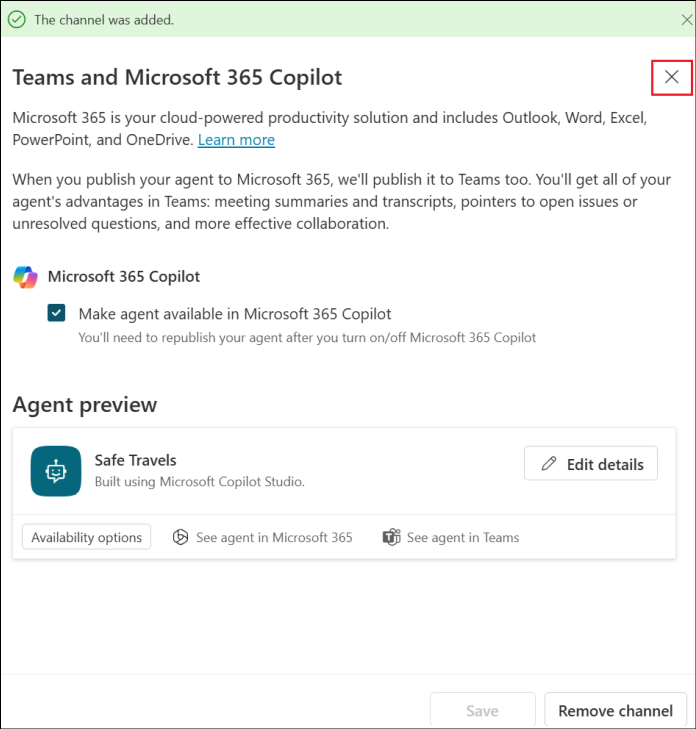 The channel was added.
Teams and Microsoft 365 Copilot
Microsoft 365 is your cloud-powered productivity solution and includes Outlook, Word, Excel,
PowerPoint, and OneDrive. Learn more
When you publish your agent to Microsoft 365, we'll publish it to Teams too. You'll get all of your
agent's advantages in Teams: meeting summaries and transcripts, pointers to open issues or
unresolved questions, and more effective collaboration.
Microsoft 365 Copilot
Make agent available in Microsoft 365 Copilot
You'll need to republish your agent after you turn on/off Microsoft 365 Copilot
Agent preview
Safe Travels
Built using Microsoft Copilot Studio.
Edit details
Availability options
See agent in Microsoft 365
See agent in Teams
Save
Remove channel